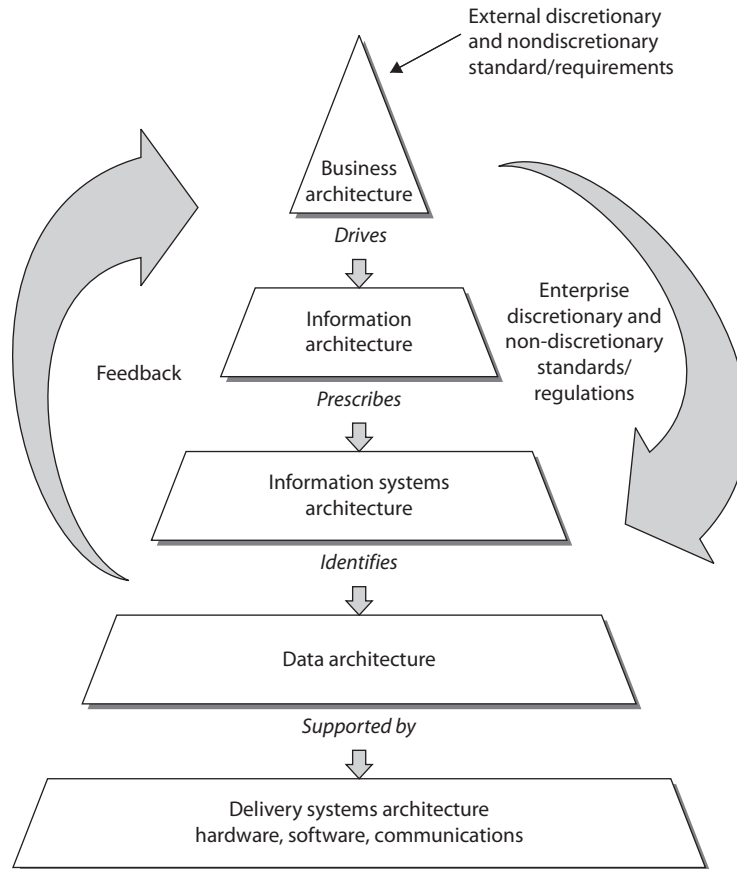 External discretionary
and nondiscretionary
standard/requirements
Business
architecture
Drives
Information
architecture
Enterprise
discretionary and
non-discretionary
standards/
regulations
Feedback
Prescribes
Information systems
architecture
Identifies
Data architecture
Supported by
Delivery systems architecture
hardware, software, communications